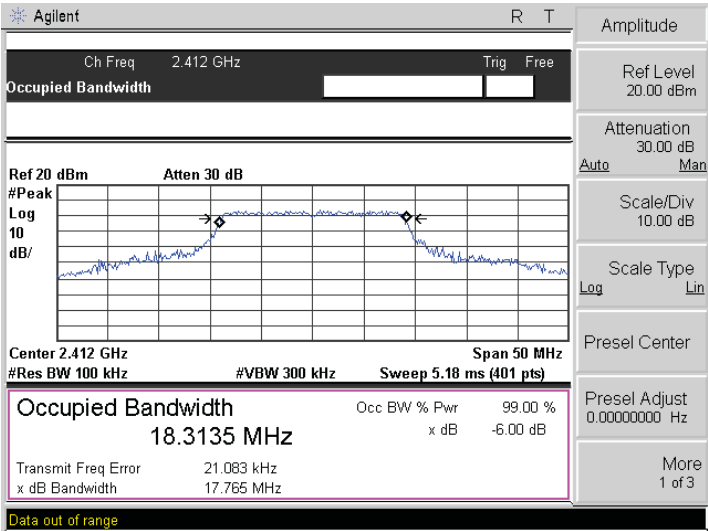 Agilent R T
Ch Freq 2.412 GHz Trig Free
Occupied Bandwidth
Ref 20 dBm Atten 30 dB
#Peak
Log
10
dB/
Center 2.412 GHz Span 50 MHz
#Res BW 100 kHz #VBW 300 kHz Sweep 5.18 ms (401 pts)
Occupied Bandwidth Occ BW % Pwr 99.00 %
18.3135 MHz x dB -6.00 dB
Transmit Freq Error 21.083 kHz
x dB Bandwidth 17.765 MHz
Data out of range
Amplitude
Ref Level
20.00 dBm
Attenuation
30.00 dB
Auto Man
Scale/Div
10.00 dB
Scale Type
Log Lin
Presel Center
Presel Adjust
0.00000000 Hz
More
1 of 3